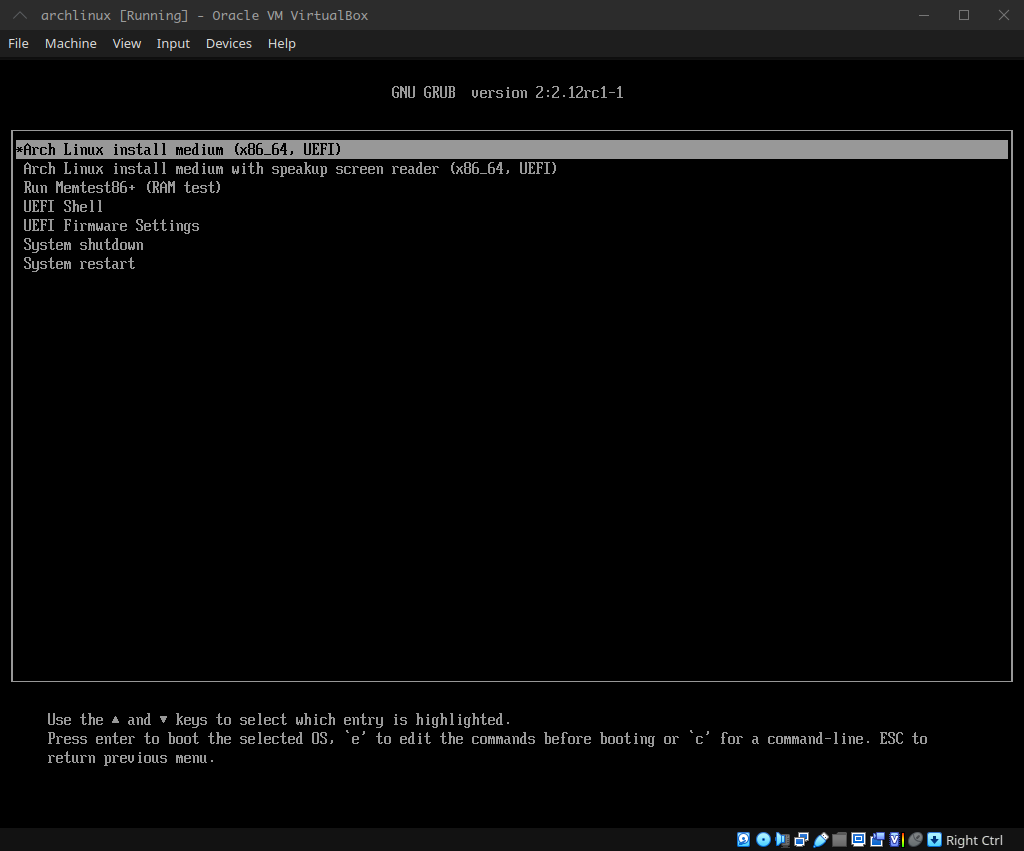 archlinux [Running] - Oracle VM VirtualBox
File Machine View Input Devices Help
GNU GRUB version 2:2.12rc1-1
*Arch Linux install medium (x86_64, UEFI)
Arch Linux install medium with speakup screen reader (x86_64, UEFI)
Run Memtest86+ (RAM test)
UEFI Shell
UEFI Firmware Settings
System shutdown
System restart
Use the ▲ and ▼ keys to select which entry is highlighted.
Press enter to boot the selected OS, `e' to edit the commands before booting or `c' for a command-line. ESC to
return previous menu.
Right Ctrl